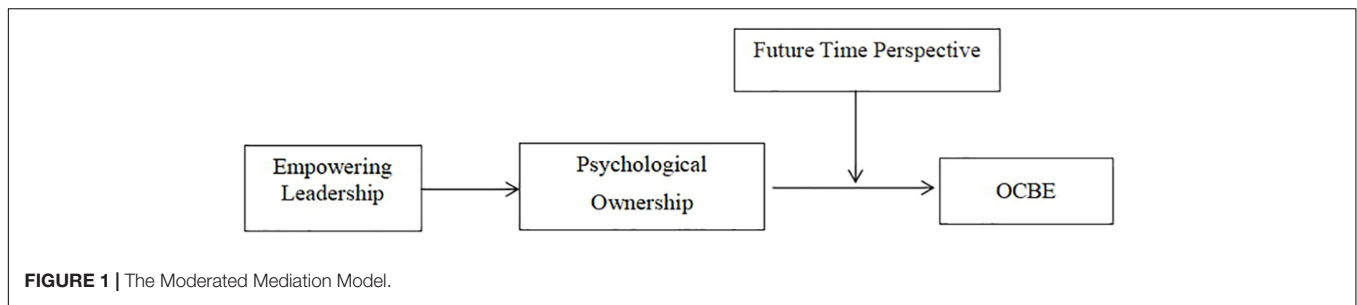 Future Time Perspective
Empowering
Leadership
Psychological
Ownership
OCBE
FIGURE 1 | The Moderated Mediation Model.